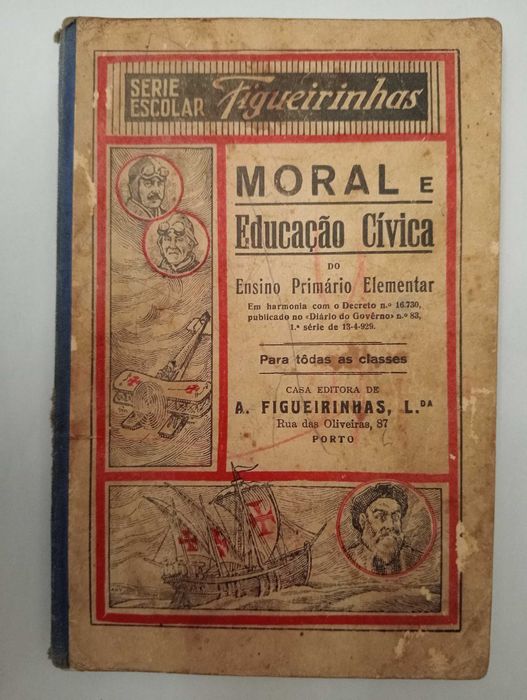 SERIE
ESCOLAR
Figueirinhas
MORAL E
Educação Cívica
DO
Ensino Primário Elementar
Em harmonia com o Decreto n.º 16.730,
publicado no «Diário do Govêrno» n.º 83,
1.ª série de 13-4-929.
Para tôdas as classes
CASA EDITORA DE
A. FIGUEIRINHAS, L.DA
Rua das Oliveiras, 87
PORTO